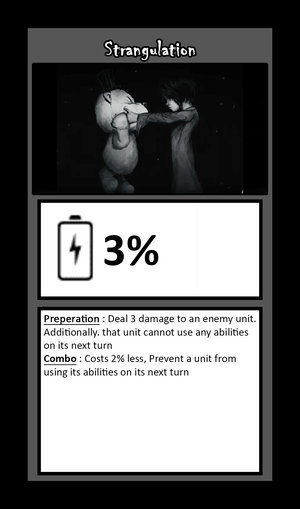 Strangulation
3%
Preperation : Deal 3 damage to an enemy unit.
Additionally. that unit cannot use any abilities
on its next turn
Combo : Costs 2% less, Prevent a unit from
using its abilities on its next turn